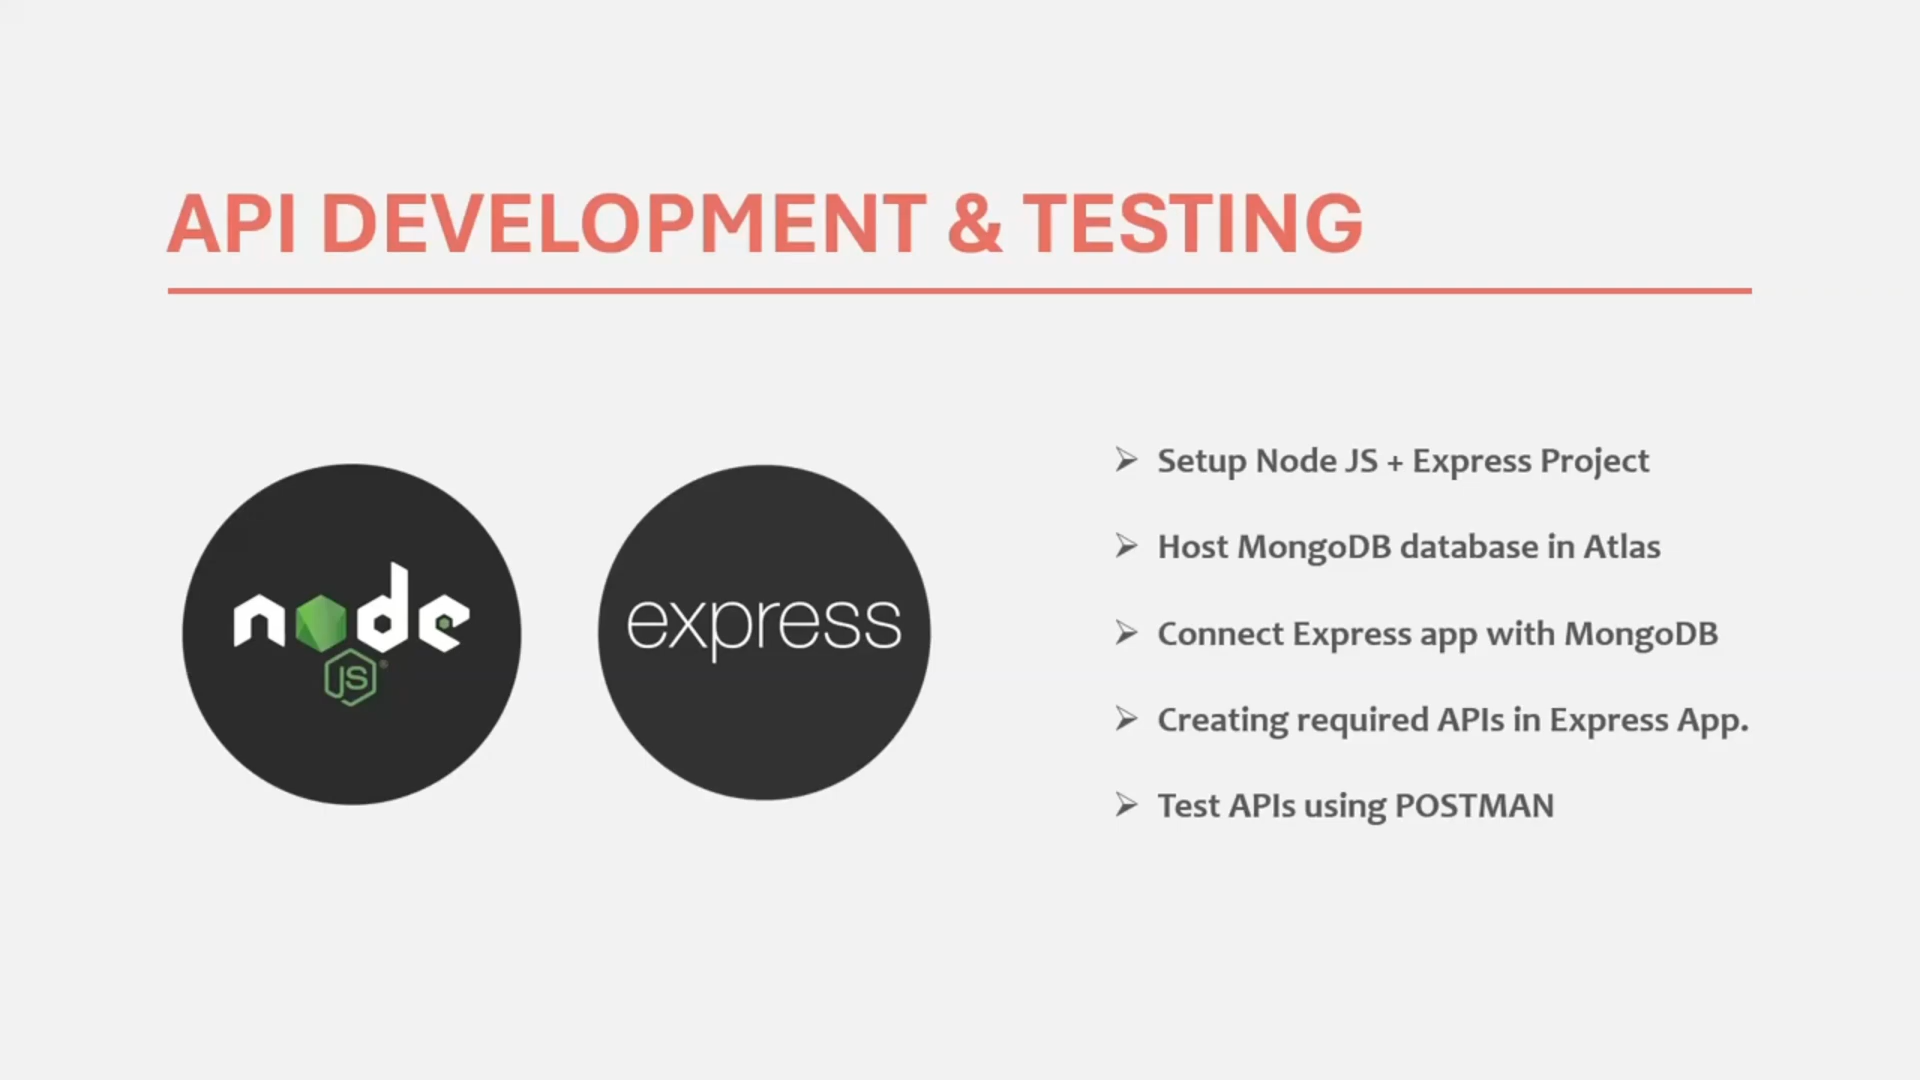 API DEVELOPMENT & TESTING
node
JS
express
➢ Setup Node JS + Express Project
➢ Host MongoDB database in Atlas
➢ Connect Express app with MongoDB
➢ Creating required APIs in Express App.
➢ Test APIs using POSTMAN